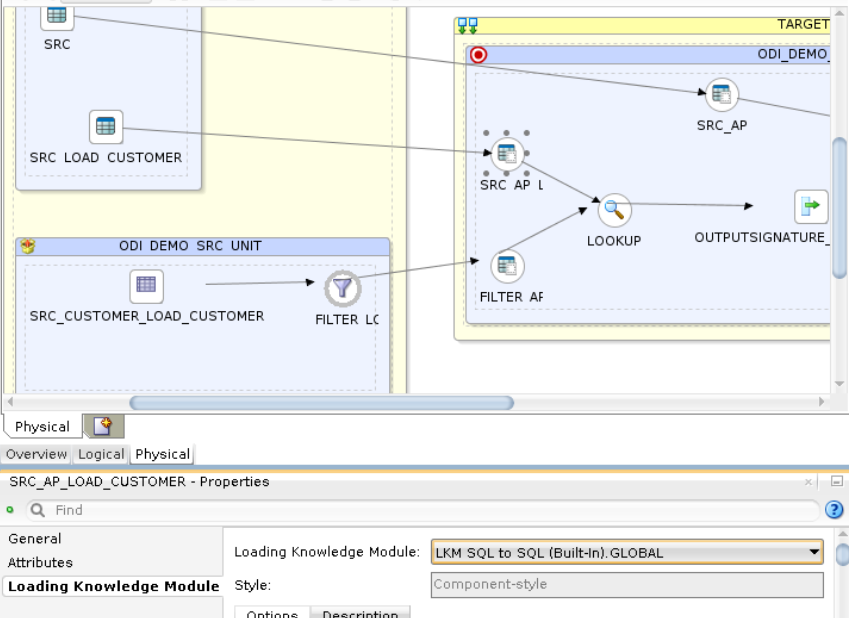 SRC
SRC LOAD CUSTOMER
TARGET
ODI_DEMO_
SRC_AP
SRC AP L
LOOKUP
OUTPUTSIGNATURE_
FILTER AF
ODI DEMO SRC UNIT
SRC_CUSTOMER_LOAD_CUSTOMER
FILTER LC
Physical
Overview Logical Physical
SRC_AP_LOAD_CUSTOMER - Properties
Find
General
Attributes
Loading Knowledge Module
Loading Knowledge Module: LKM SQL to SQL (Built-In).GLOBAL
Style: Component-style
Options Description